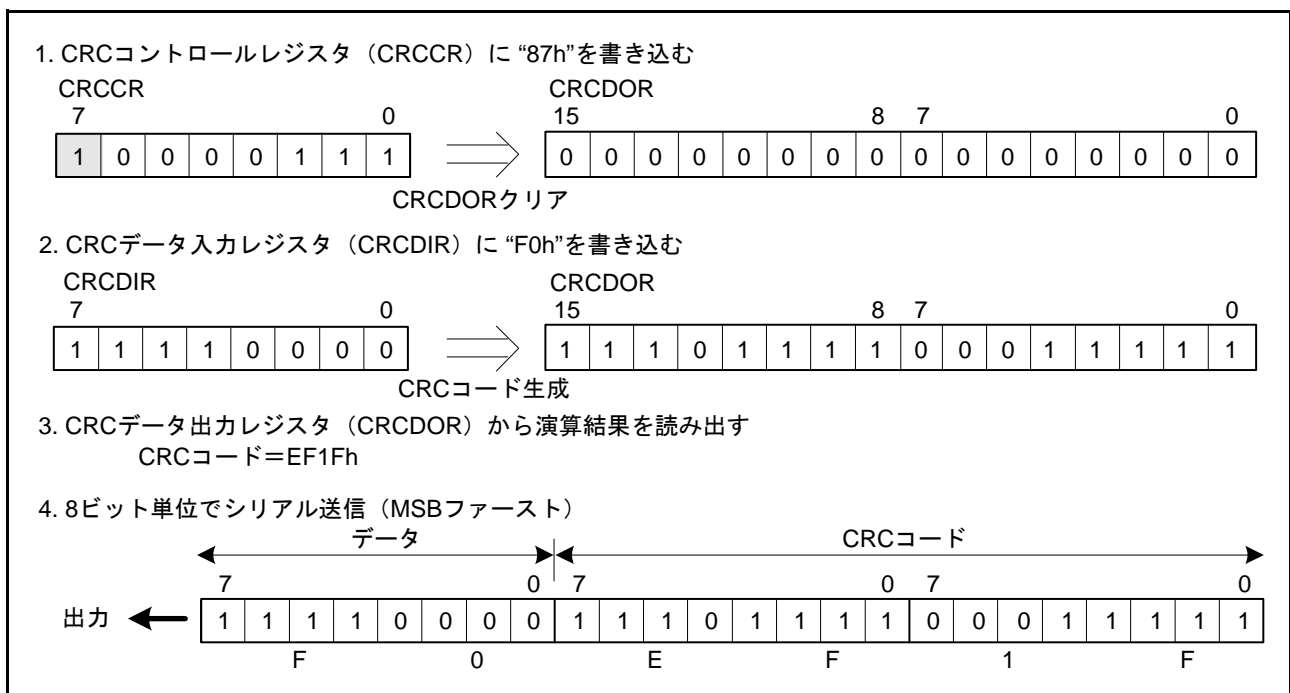 1. CRCコントロールレジスタ（CRCCR）に “87h”を書き込む
CRCCR CRCDOR
7 0 15 8 7 0
1 0 0 0 0 1 1 1 0 0 0 0 0 0 0 0 0 0 0 0 0 0 0 0
CRCDORクリア
2. CRCデータ入力レジスタ（CRCDIR）に “F0h”を書き込む
CRCDIR CRCDOR
7 0 15 8 7 0
1 1 1 1 0 0 0 0 1 1 1 0 1 1 1 1 0 0 0 1 1 1 1 1
CRCコード生成
3. CRCデータ出力レジスタ（CRCDOR）から演算結果を読み出す
CRCコード＝EF1Fh
4. 8ビット単位でシリアル送信（MSBファースト）
データ CRCコード
7 0 7 0 7 0
出力 1 1 1 1 0 0 0 0 1 1 1 0 1 1 1 1 0 0 0 1 1 1 1 1
F 0 E F 1 F